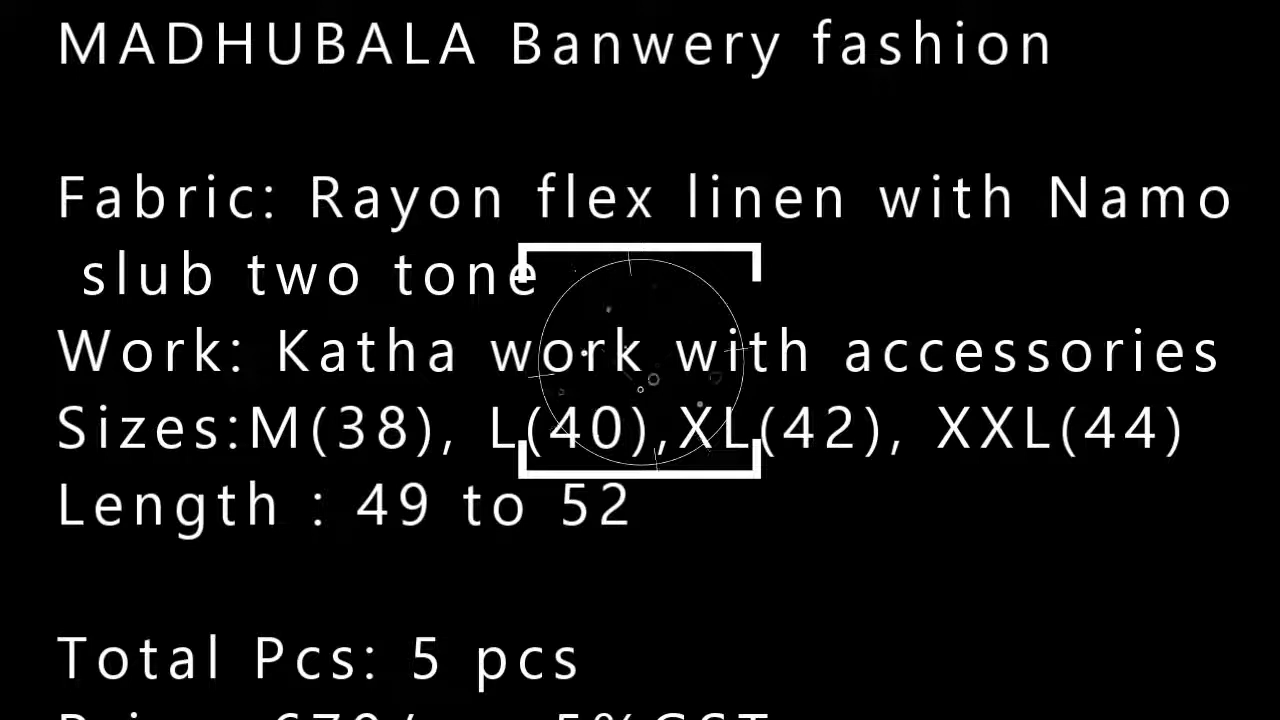 MADHUBALA Banwery fashion
Fabric: Rayon flex linen with Namo
slub two tone
Work: Katha work with accessories
Sizes:M(38), L(40),XL(42), XXL(44)
Length : 49 to 52
Total Pcs: 5 pcs